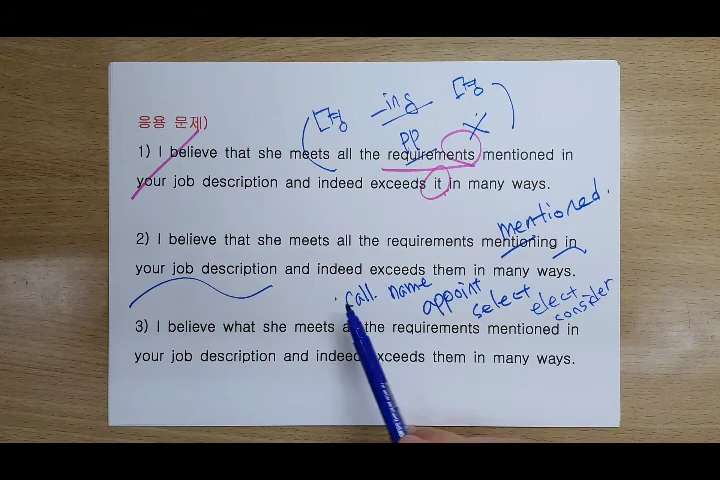 응용 문제)
명 ing 명
pp X
1) I believe that she meets all the requirements mentioned in
your job description and indeed exceeds it in many ways.
mentioned.
2) I believe that she meets all the requirements mentioning in
your job description and indeed exceeds them in many ways.
call. name appoint select elect consider
3) I believe what she meets all the requirements mentioned in
your job description and indeed exceeds them in many ways.